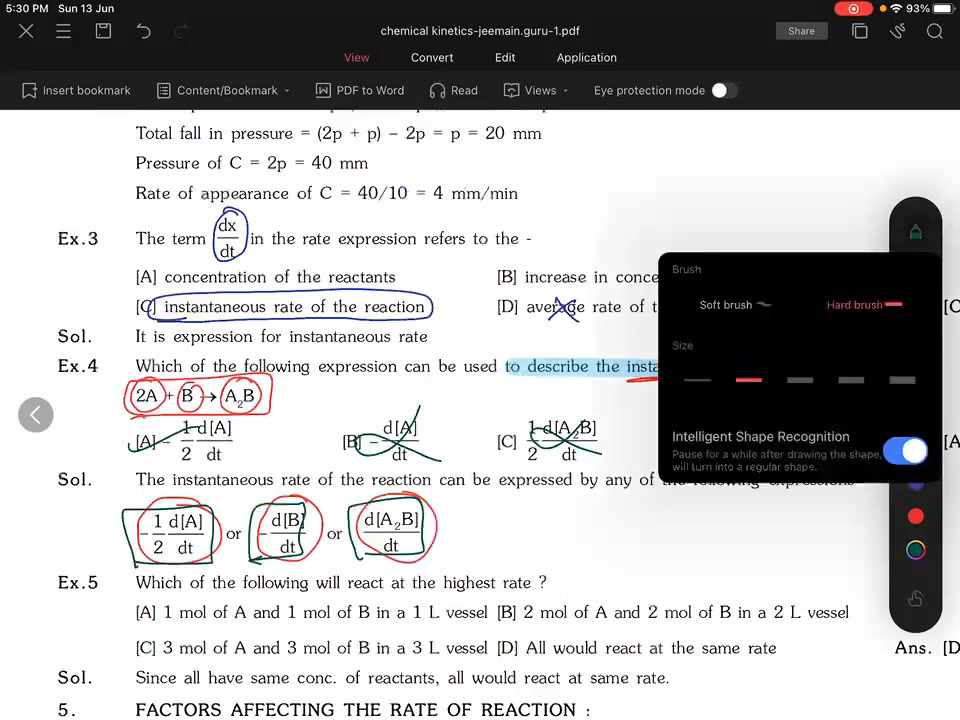 5:30 PM Sun 13 Jun 93%
chemical kinetics-jeemain.guru-1.pdf Share
View Convert Edit Application
Insert bookmark Content/Bookmark PDF to Word Read Views Eye protection mode
Total fall in pressure = (2p + p) – 2p = p = 20 mm
Pressure of C = 2p = 40 mm
Rate of appearance of C = 40/10 = 4 mm/min
Ex.3 The term dx/dt in the rate expression refers to the -
[A] concentration of the reactants [B] increase in conce
[C] instantaneous rate of the reaction [D] average rate of t [C
Sol. It is expression for instantaneous rate
Ex.4 Which of the following expression can be used to describe the insta
2A + B → A₂B
[A] – 1/2 d[A]/dt [B] – d[A]/dt [C] 1/2 d[A₂B]/dt [A
Sol. The instantaneous rate of the reaction can be expressed by any of the following expressions
– 1/2 d[A]/dt or – d[B]/dt or d[A₂B]/dt
Ex.5 Which of the following will react at the highest rate ?
[A] 1 mol of A and 1 mol of B in a 1 L vessel [B] 2 mol of A and 2 mol of B in a 2 L vessel
[C] 3 mol of A and 3 mol of B in a 3 L vessel [D] All would react at the same rate Ans. [D
Sol. Since all have same conc. of reactants, all would react at same rate.
5. FACTORS AFFECTING THE RATE OF REACTION :
Brush
Soft brush Hard brush
Size
Intelligent Shape Recognition
Pause for a while after drawing the shape,
will turn into a regular shape.